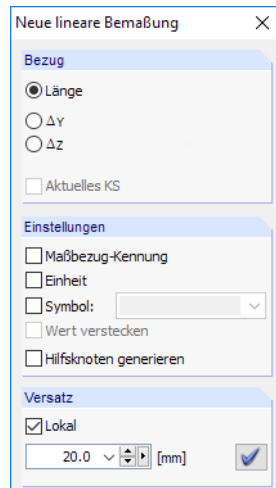 Neue lineare Bemaßung
Bezug
Länge
ΔY
ΔZ
Aktuelles KS
Einstellungen
Maßbezug-Kennung
Einheit
Symbol:
Wert verstecken
Hilfsknoten generieren
Versatz
Lokal
20.0 [mm]